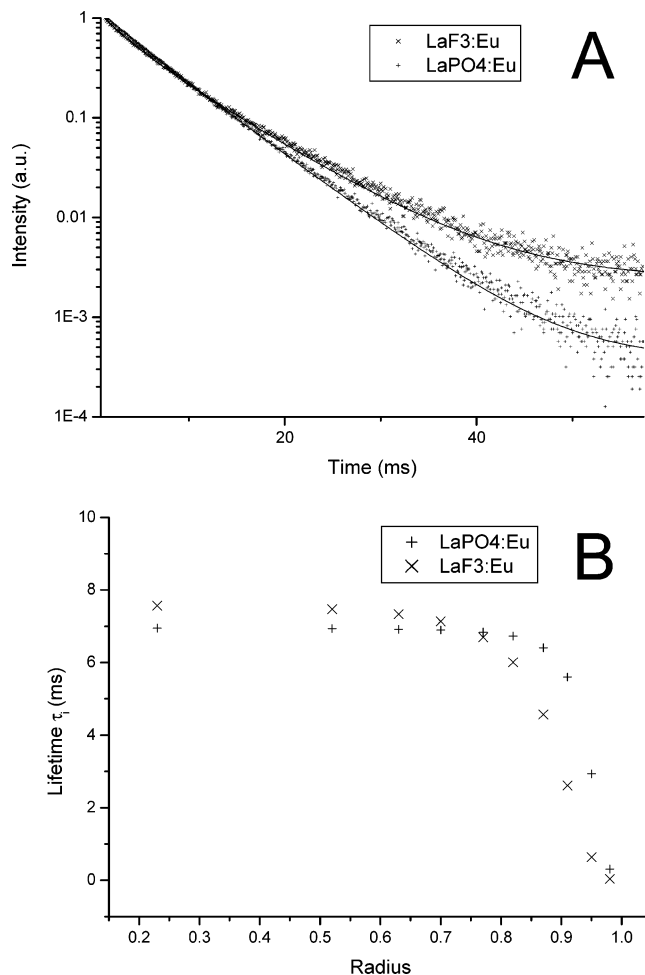 A
LaF3:Eu
LaPO4:Eu
1
0.1
0.01
1E-3
1E-4
Intensity (a.u.)
20
40
Time (ms)
B
LaPO4:Eu
LaF3:Eu
10
8
6
4
2
0
Lifetime τi (ms)
0.2 0.3 0.4 0.5 0.6 0.7 0.8 0.9 1.0
Radius